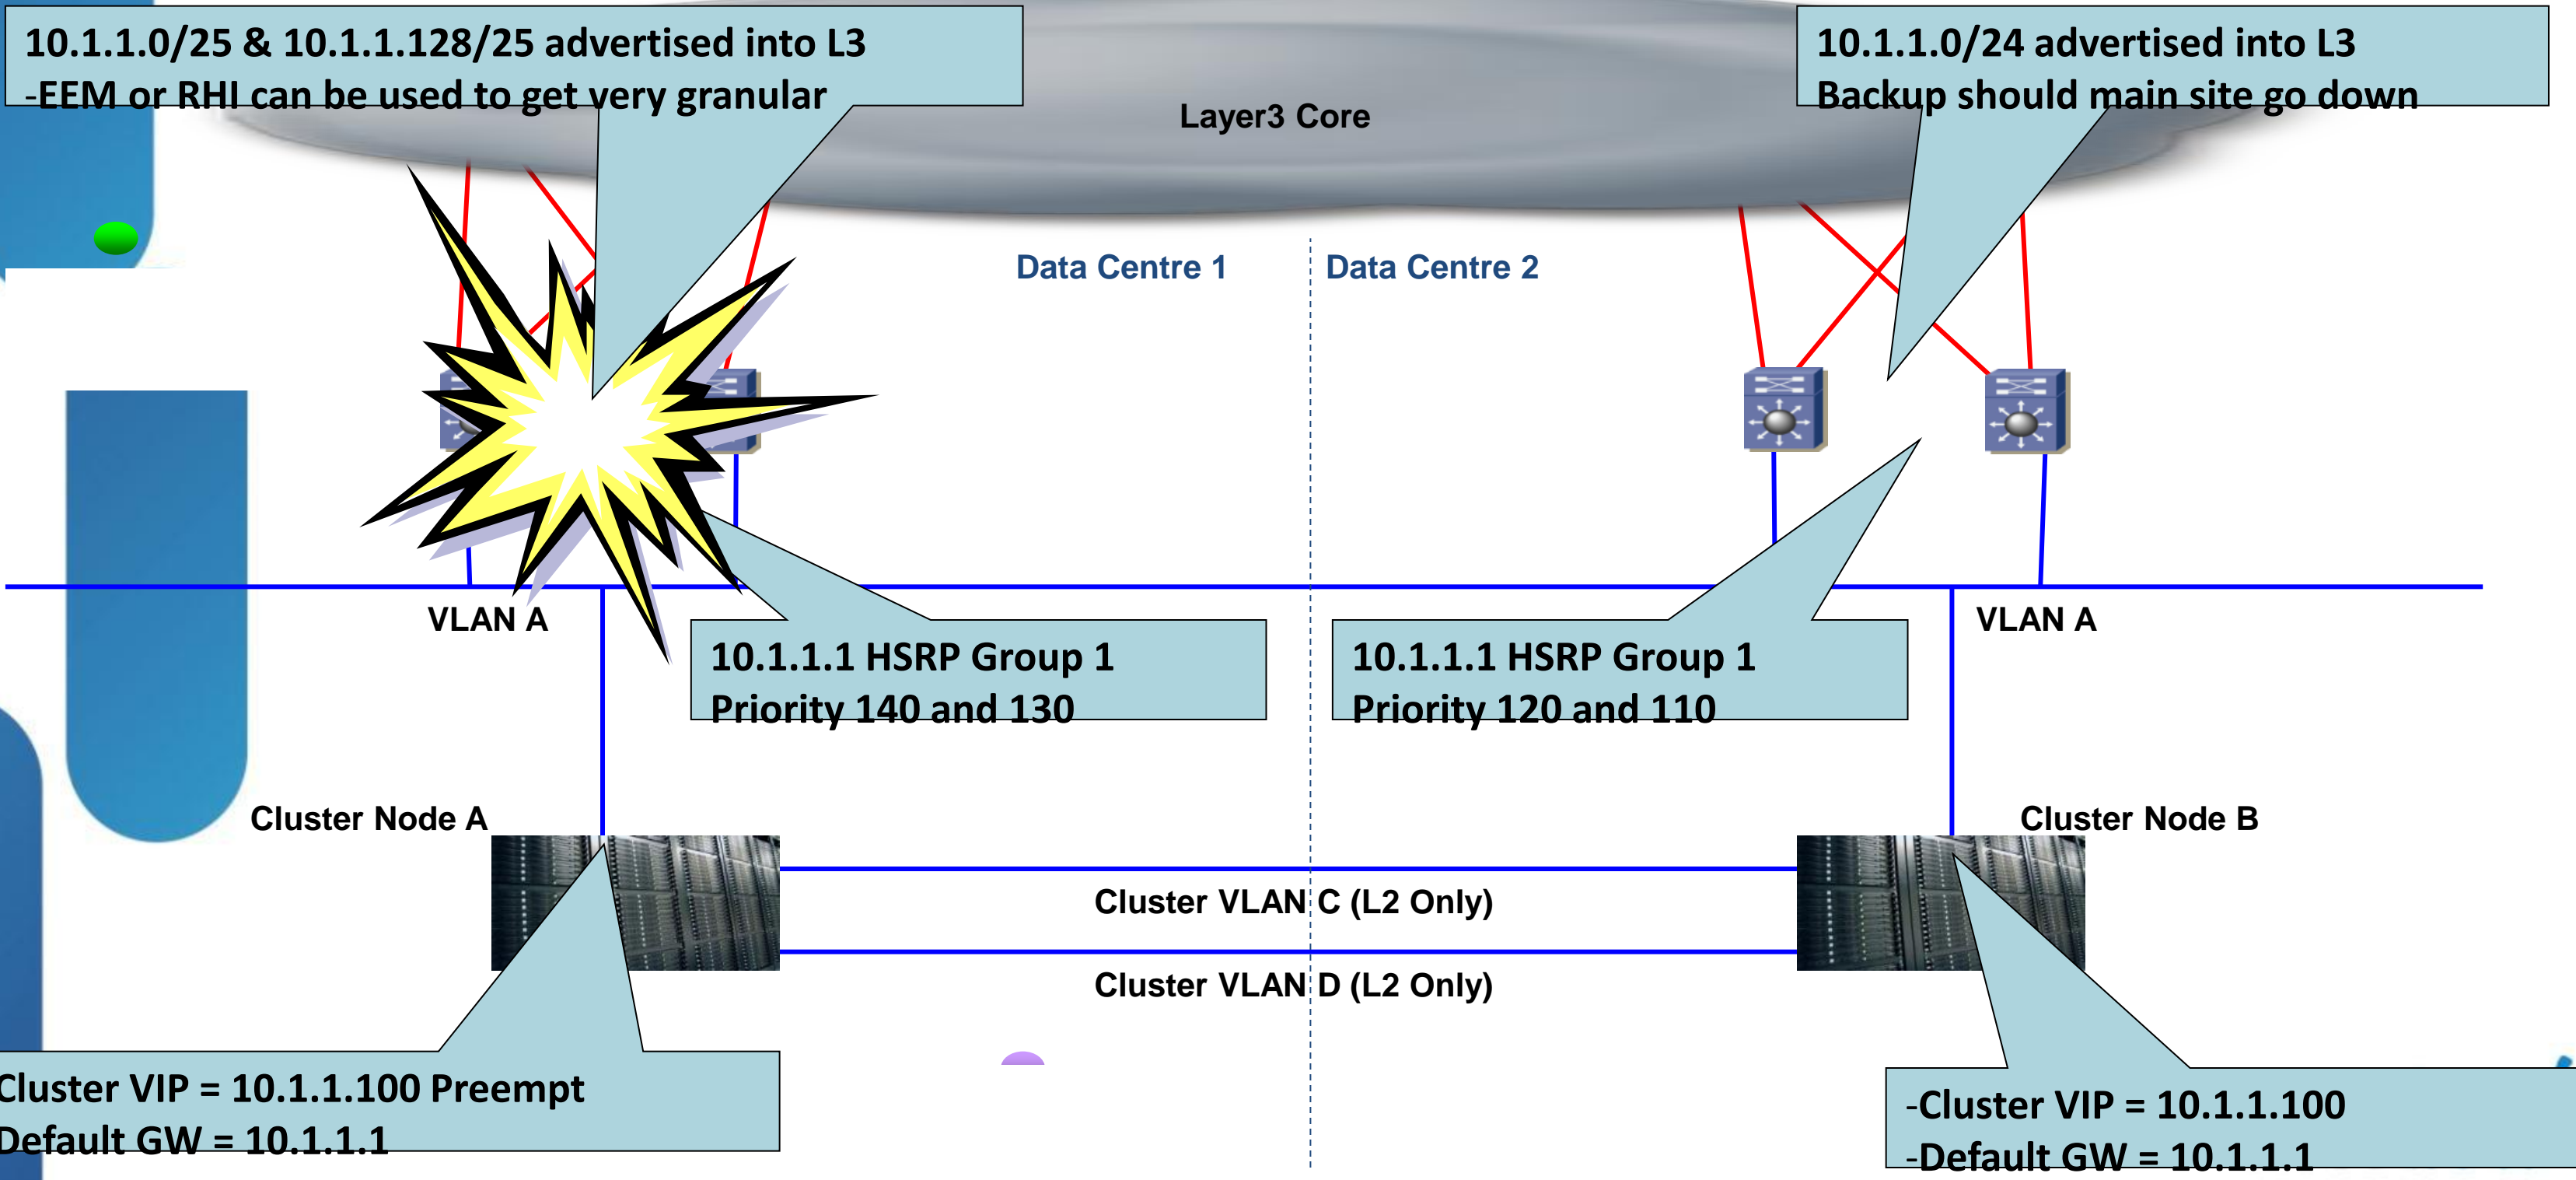 10.1.1.0/25 & 10.1.1.128/25 advertised into L3
-EEM or RHI can be used to get very granular
10.1.1.0/24 advertised into L3
Backup should main site go down
Layer3 Core
Data Centre 1
Data Centre 2
VLAN A
VLAN A
10.1.1.1 HSRP Group 1
Priority 140 and 130
10.1.1.1 HSRP Group 1
Priority 120 and 110
Cluster Node A
Cluster Node B
Cluster VLAN C (L2 Only)
Cluster VLAN D (L2 Only)
Cluster VIP = 10.1.1.100 Preempt
Default GW = 10.1.1.1
-Cluster VIP = 10.1.1.100
-Default GW = 10.1.1.1